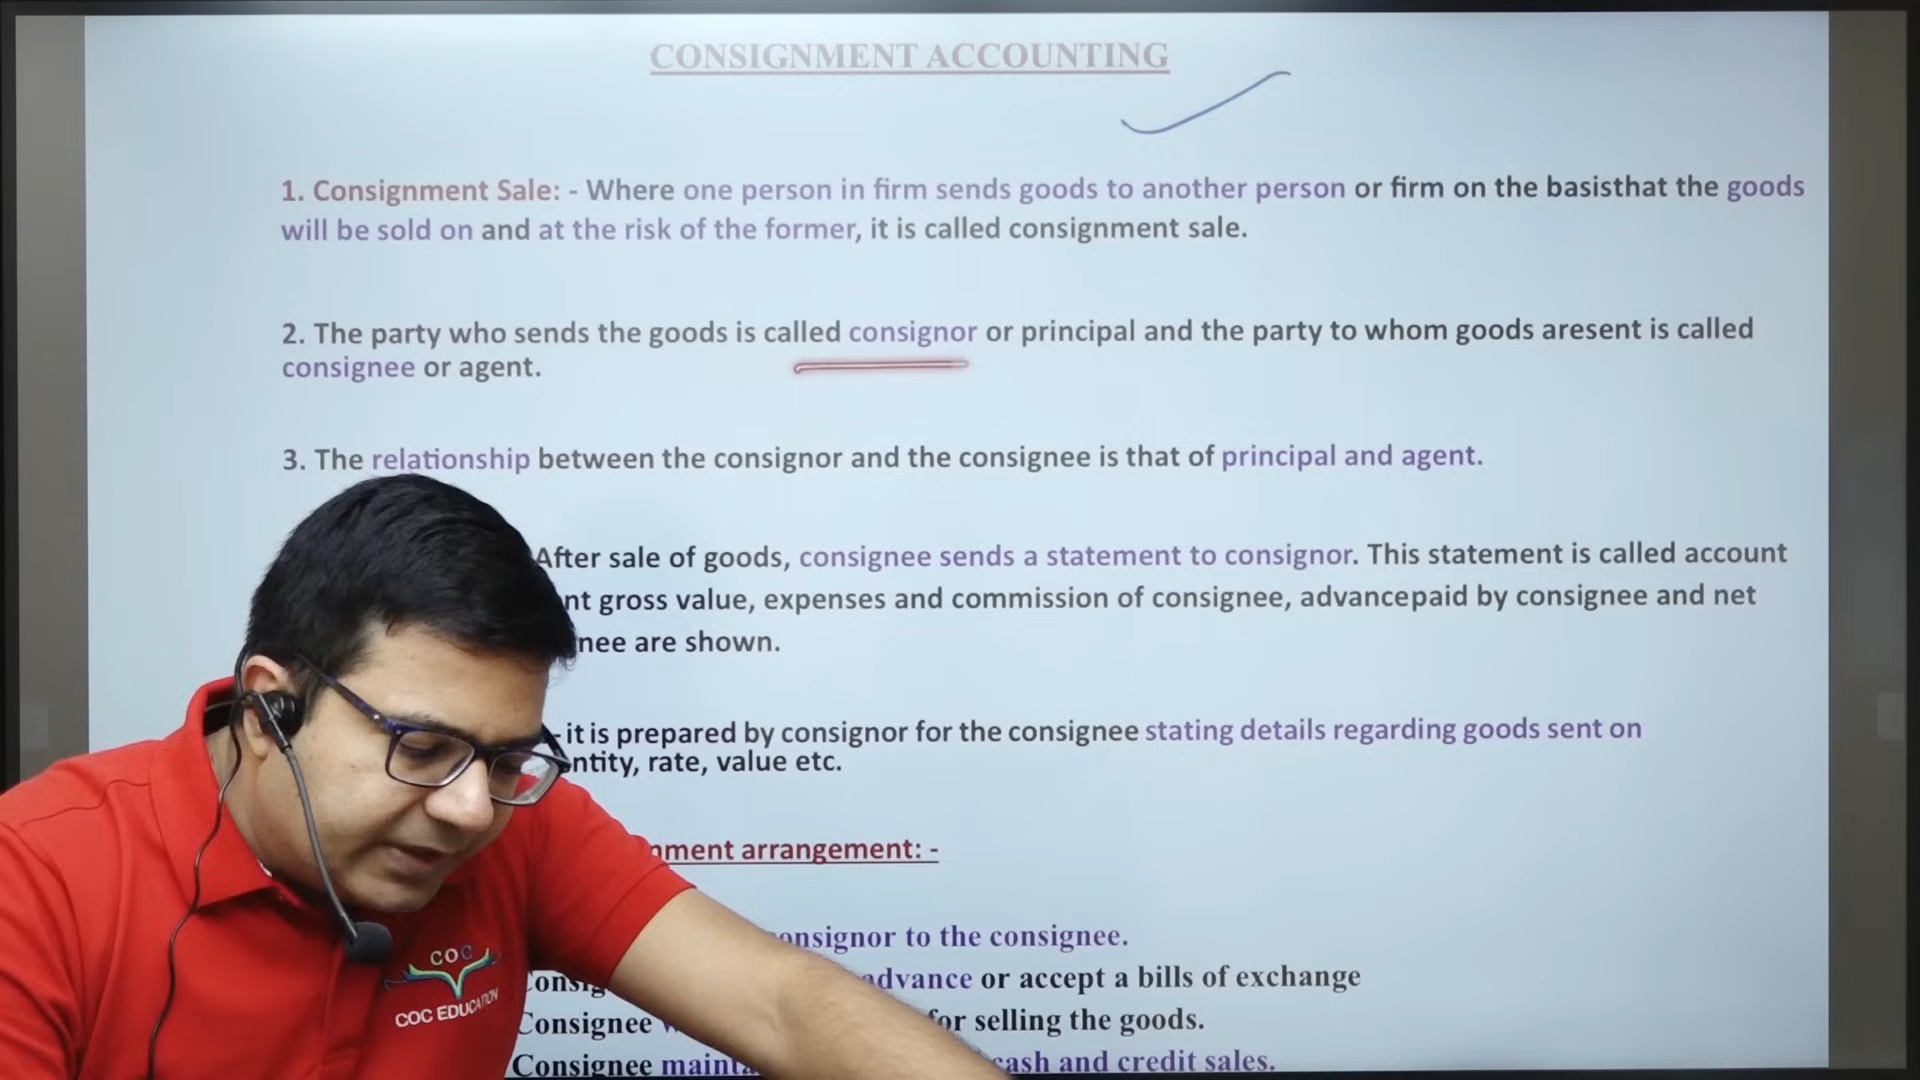 CONSIGNMENT ACCOUNTING
1. Consignment Sale: - Where one person in firm sends goods to another person or firm on the basisthat the goods
will be sold on and at the risk of the former, it is called consignment sale.
2. The party who sends the goods is called consignor or principal and the party to whom goods aresent is called
consignee or agent.
3. The relationship between the consignor and the consignee is that of principal and agent.
After sale of goods, consignee sends a statement to consignor. This statement is called account
gross value, expenses and commission of consignee, advancepaid by consignee and net
are shown.
- it is prepared by consignor for the consignee stating details regarding goods sent on
rate, value etc.
arrangement: -
consignor to the consignee.
advance or accept a bills of exchange
Consignee for selling the goods.
Consignee cash and credit sales.
COC
COC EDUCATION